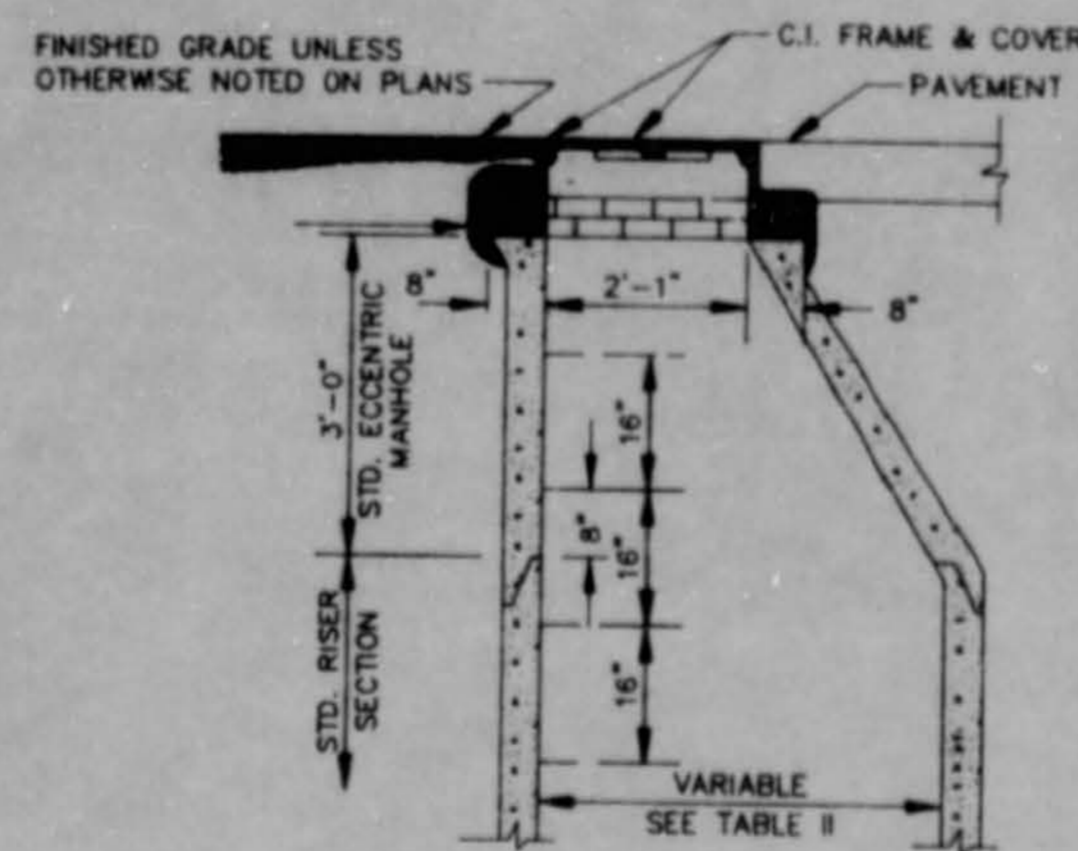 FINISHED GRADE UNLESS
OTHERWISE NOTED ON PLANS
C.I. FRAME & COVER
PAVEMENT
8"
2'-1"
8"
3'-0"
STD. ECCENTRIC
MANHOLE
16"
8"
16"
STD. RISER
SECTION
16"
VARIABLE
SEE TABLE II